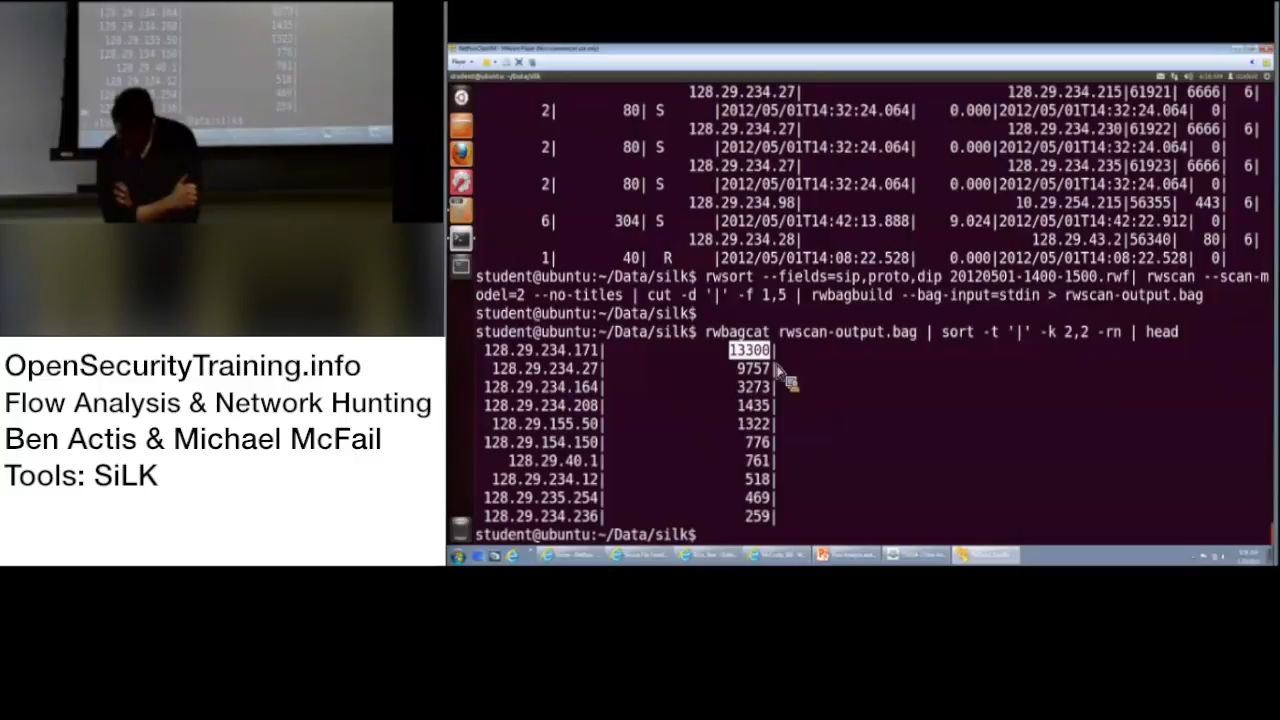 128.29.234.27| 128.29.234.215|61921| 6666| 6|
2| 80| S |2012/05/01T14:32:24.064| 0.000|2012/05/01T14:32:24.064| 0|
128.29.234.27| 128.29.234.230|61922| 6666| 6|
2| 80| S |2012/05/01T14:32:24.064| 0.000|2012/05/01T14:32:24.064| 0|
128.29.234.27| 128.29.234.235|61923| 6666| 6|
2| 80| S |2012/05/01T14:32:24.064| 0.000|2012/05/01T14:32:24.064| 0|
128.29.234.98| 10.29.254.215|56355| 443| 6|
6| 304| S |2012/05/01T14:42:13.888| 9.024|2012/05/01T14:42:22.912| 0|
128.29.234.28| 128.29.43.2|56340| 80| 6|
1| 40| R |2012/05/01T14:08:22.528| 0.000|2012/05/01T14:08:22.528| 0|
student@ubuntu:~/Data/silk$ rwsort --fields=sip,proto,dip 20120501-1400-1500.rwf| rwscan --scan-m
odel=2 --no-titles | cut -d '|' -f 1,5 | rwbagbuild --bag-input=stdin > rwscan-output.bag
student@ubuntu:~/Data/silk$
student@ubuntu:~/Data/silk$ rwbagcat rwscan-output.bag | sort -t '|' -k 2,2 -rn | head
128.29.234.171| 13300|
128.29.234.27| 9757|
128.29.234.164| 3273|
128.29.234.208| 1435|
128.29.155.50| 1322|
128.29.154.150| 776|
128.29.40.1| 761|
128.29.234.12| 518|
128.29.235.254| 469|
128.29.234.236| 259|
student@ubuntu:~/Data/silk$
OpenSecurityTraining.info
Flow Analysis & Network Hunting
Ben Actis & Michael McFail
Tools: SiLK